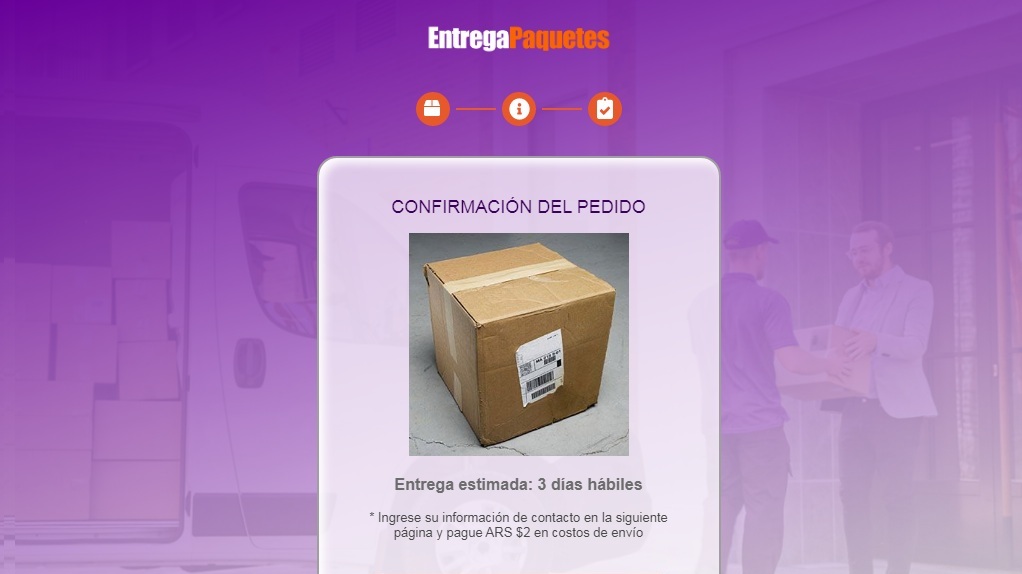 EntregaPaquetes
CONFIRMACIÓN DEL PEDIDO
Entrega estimada: 3 días hábiles
* Ingrese su información de contacto en la siguiente
página y pague ARS $2 en costos de envío